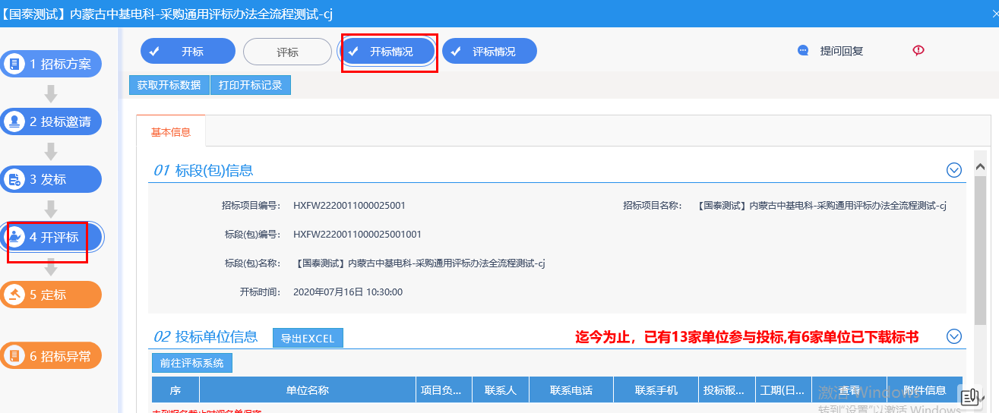 【国泰测试】内蒙古中基电科-采购通用评标办法全流程测试-cj
1 招标方案
2 投标邀请
3 发标
4 开评标
5 定标
6 招标异常
开标
评标
开标情况
评标情况
提问回复
获取开标数据
打印开标记录
基本信息
01 标段(包)信息
招标项目编号： HXFW2220011000025001
招标项目名称： 【国泰测试】内蒙古中基电科-采购通用评标办法全流程测试-cj
标段(包)编号： HXFW2220011000025001001
标段(包)名称： 【国泰测试】内蒙古中基电科-采购通用评标办法全流程测试-cj
开标时间： 2020年07月16日 10:30:00
02 投标单位信息
导出EXCEL
迄今为止，已有13家单位参与投标,有6家单位已下载标书
前往评标系统
序 单位名称 项目负... 联系人 联系电话 联系手机 投标报... 工期(日... 查看 附件信息
激活 Windows
转到"设置"以激活 Windows